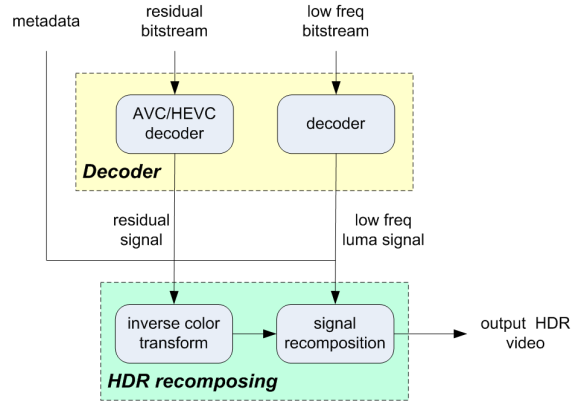 metadata
residual
bitstream
low freq
bitstream
AVC/HEVC
decoder
decoder
Decoder
residual
signal
low freq
luma signal
inverse color
transform
signal
recomposition
output HDR
video
HDR recomposing